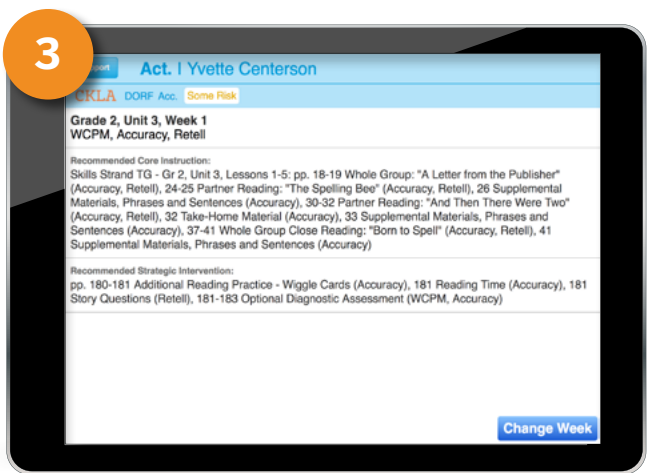 3
Act. | Yvette Centerson
CKLA DORF Acc. Some Risk
Grade 2, Unit 3, Week 1
WCPM, Accuracy, Retell
Recommended Core Instruction:
Skills Strand TG - Gr 2, Unit 3, Lessons 1-5: pp. 18-19 Whole Group: "A Letter from the Publisher"
(Accuracy, Retell), 24-25 Partner Reading: "The Spelling Bee" (Accuracy, Retell), 26 Supplemental
Materials, Phrases and Sentences (Accuracy), 30-32 Partner Reading: "And Then There Were Two"
(Accuracy, Retell), 32 Take-Home Material (Accuracy), 33 Supplemental Materials, Phrases and
Sentences (Accuracy), 37-41 Whole Group Close Reading: "Born to Spell" (Accuracy, Retell), 41
Supplemental Materials, Phrases and Sentences (Accuracy)
Recommended Strategic Intervention:
pp. 180-181 Additional Reading Practice - Wiggle Cards (Accuracy), 181 Reading Time (Accuracy), 181
Story Questions (Retell), 181-183 Optional Diagnostic Assessment (WCPM, Accuracy)
Change Week